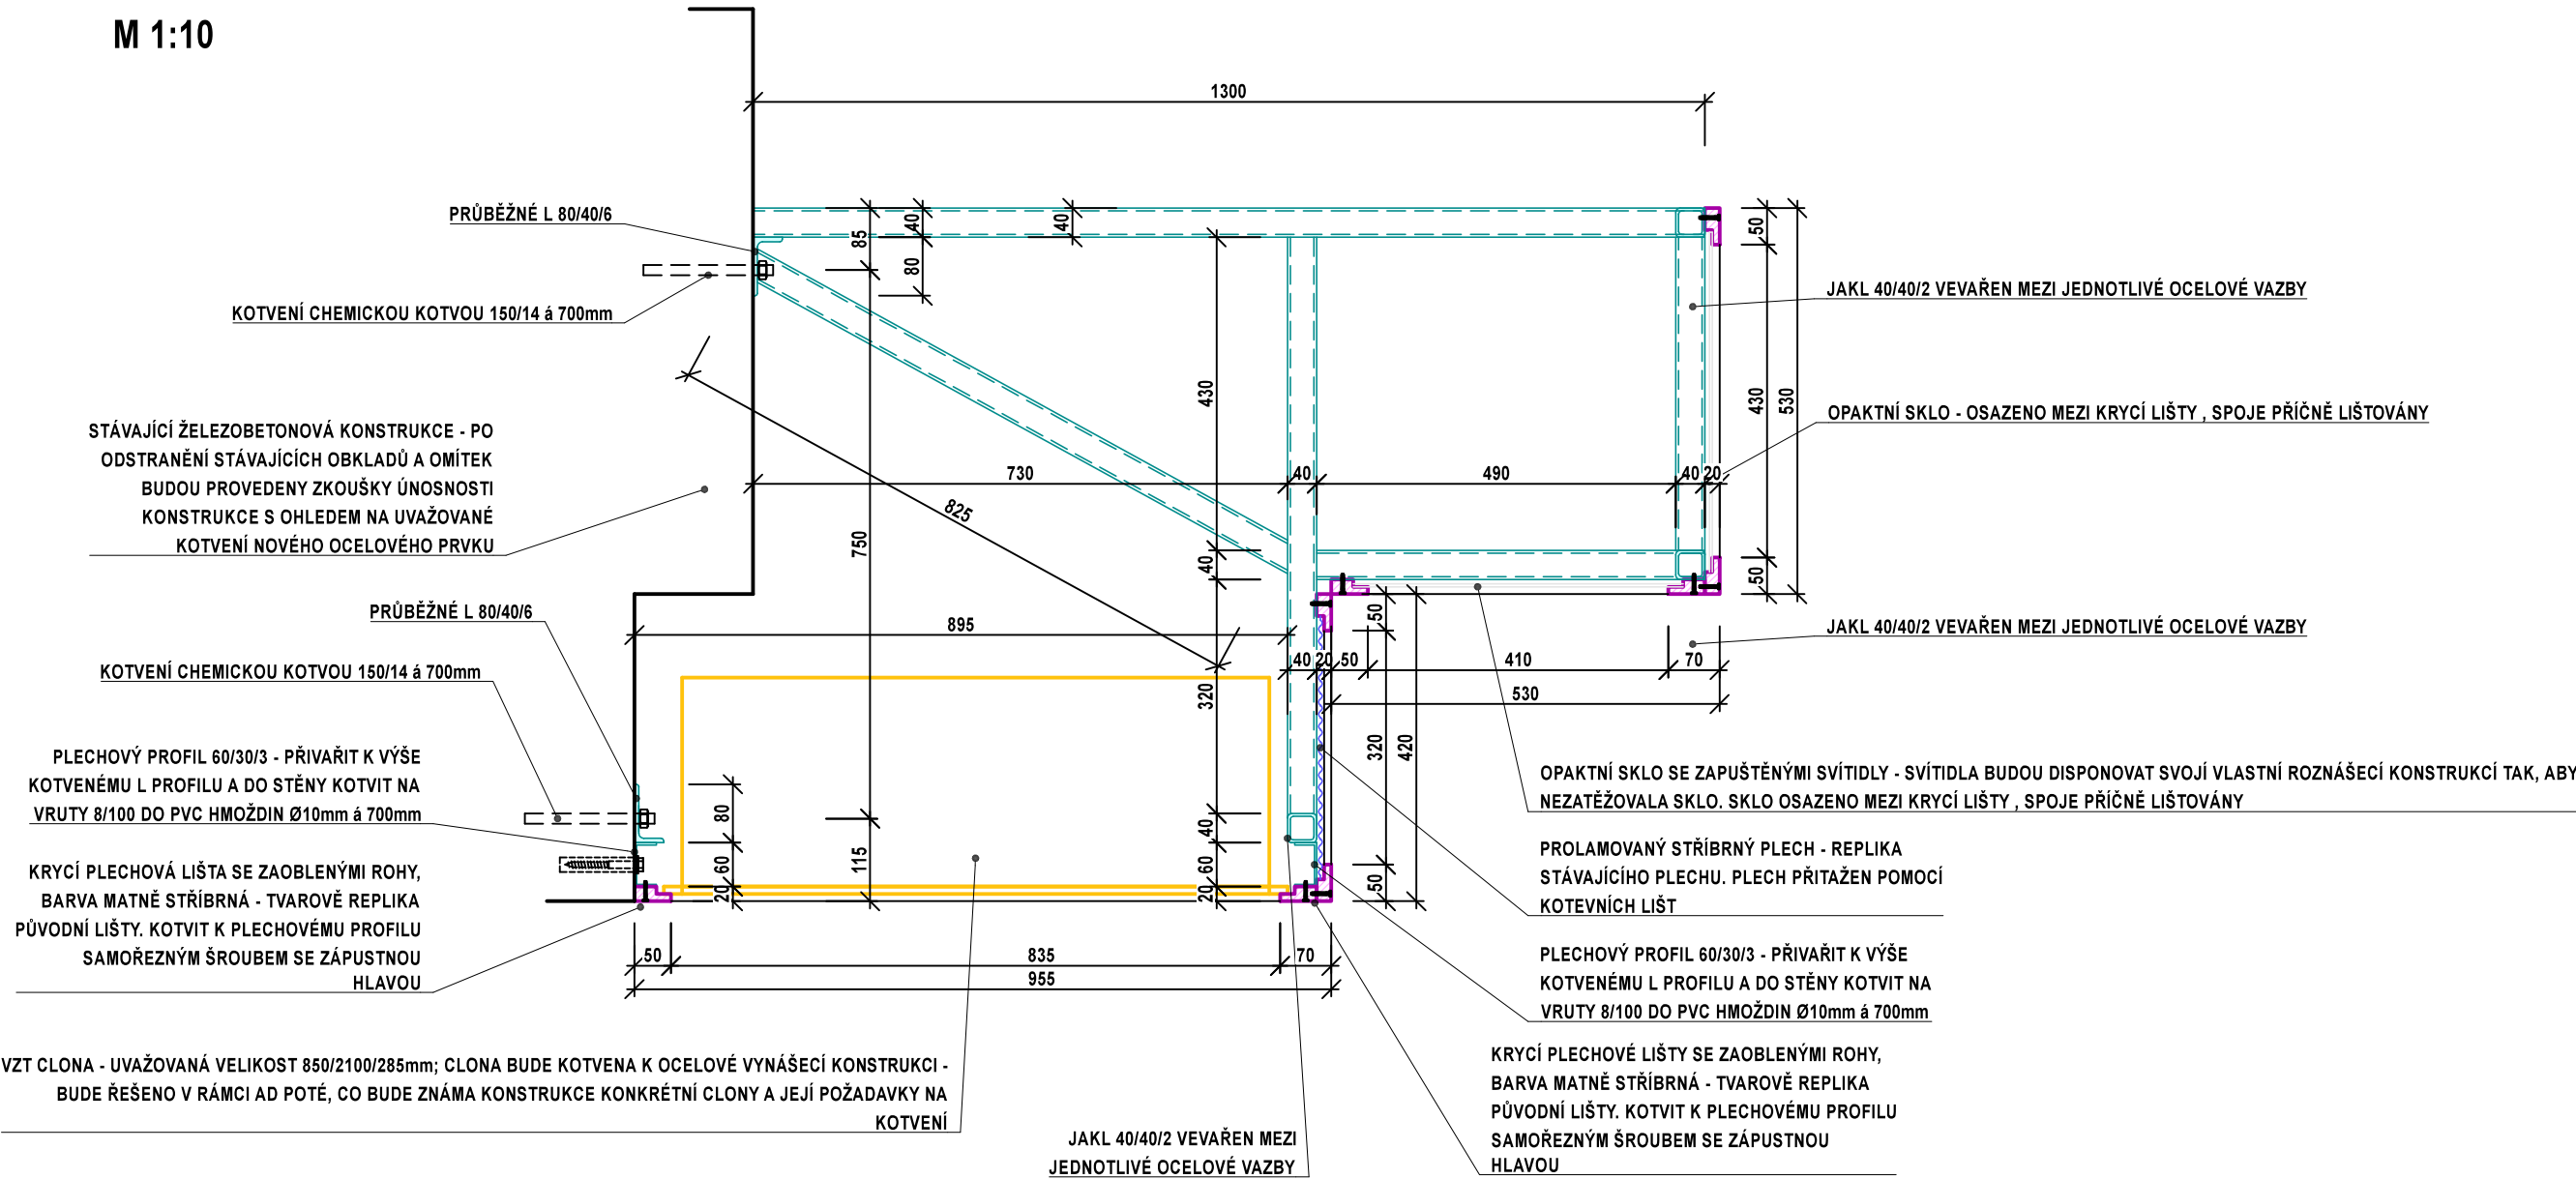 M 1:10
1300
PRŮBĚŽNÉ L 80/40/6
KOTVENÍ CHEMICKOU KOTVOU 150/14 á 700mm
85
40
40
80
50
JAKL 40/40/2 VEVAŘEN MEZI JEDNOTLIVÉ OCELOVÉ VAZBY
430
430
530
OPAKTNÍ SKLO - OSAZENO MEZI KRYCÍ LIŠTY , SPOJE PŘÍČNĚ LIŠTOVÁNY
STÁVAJÍCÍ ŽELEZOBETONOVÁ KONSTRUKCE - PO
ODSTRANĚNÍ STÁVAJÍCÍCH OBKLADŮ A OMÍTEK
BUDOU PROVEDENY ZKOUŠKY ÚNOSNOSTI
KONSTRUKCE S OHLEDEM NA UVAŽOVANÉ
KOTVENÍ NOVÉHO OCELOVÉHO PRVKU
730
40
490
40
20
825
750
40
50
PRŮBĚŽNÉ L 80/40/6
50
895
JAKL 40/40/2 VEVAŘEN MEZI JEDNOTLIVÉ OCELOVÉ VAZBY
KOTVENÍ CHEMICKOU KOTVOU 150/14 á 700mm
40
20
50
410
70
530
320
320
420
PLECHOVÝ PROFIL 60/30/3 - PŘIVAŘIT K VÝŠE
KOTVENÉMU L PROFILU A DO STĚNY KOTVIT NA
VRUTY 8/100 DO PVC HMOŽDIN Ø10mm á 700mm
OPAKTNÍ SKLO SE ZAPUŠTĚNÝMI SVÍTIDLY - SVÍTIDLA BUDOU DISPONOVAT SVOJÍ VLASTNÍ ROZNÁŠECÍ KONSTRUKCÍ TAK, ABY
NEZATĚŽOVALA SKLO. SKLO OSAZENO MEZI KRYCÍ LIŠTY , SPOJE PŘÍČNĚ LIŠTOVÁNY
80
60
20
115
40
60
20
50
KRYCÍ PLECHOVÁ LIŠTA SE ZAOBLENÝMI ROHY,
BARVA MATNĚ STŘÍBRNÁ - TVAROVĚ REPLIKA
PŮVODNÍ LIŠTY. KOTVIT K PLECHOVÉMU PROFILU
SAMOŘEZNÝM ŠROUBEM SE ZÁPUSTNOU
HLAVOU
PROLAMOVANÝ STŘÍBRNÝ PLECH - REPLIKA
STÁVAJÍCÍHO PLECHU. PLECH PŘITAŽEN POMOCÍ
KOTEVNÍCH LIŠT
50
835
70
955
PLECHOVÝ PROFIL 60/30/3 - PŘIVAŘIT K VÝŠE
KOTVENÉMU L PROFILU A DO STĚNY KOTVIT NA
VRUTY 8/100 DO PVC HMOŽDIN Ø10mm á 700mm
VZT CLONA - UVAŽOVANÁ VELIKOST 850/2100/285mm; CLONA BUDE KOTVENA K OCELOVÉ VYNÁŠECÍ KONSTRUKCI -
BUDE ŘEŠENO V RÁMCI AD POTÉ, CO BUDE ZNÁMA KONSTRUKCE KONKRÉTNÍ CLONY A JEJÍ POŽADAVKY NA
KOTVENÍ
KRYCÍ PLECHOVÉ LIŠTY SE ZAOBLENÝMI ROHY,
BARVA MATNĚ STŘÍBRNÁ - TVAROVĚ REPLIKA
PŮVODNÍ LIŠTY. KOTVIT K PLECHOVÉMU PROFILU
SAMOŘEZNÝM ŠROUBEM SE ZÁPUSTNOU
HLAVOU
JAKL 40/40/2 VEVAŘEN MEZI
JEDNOTLIVÉ OCELOVÉ VAZBY